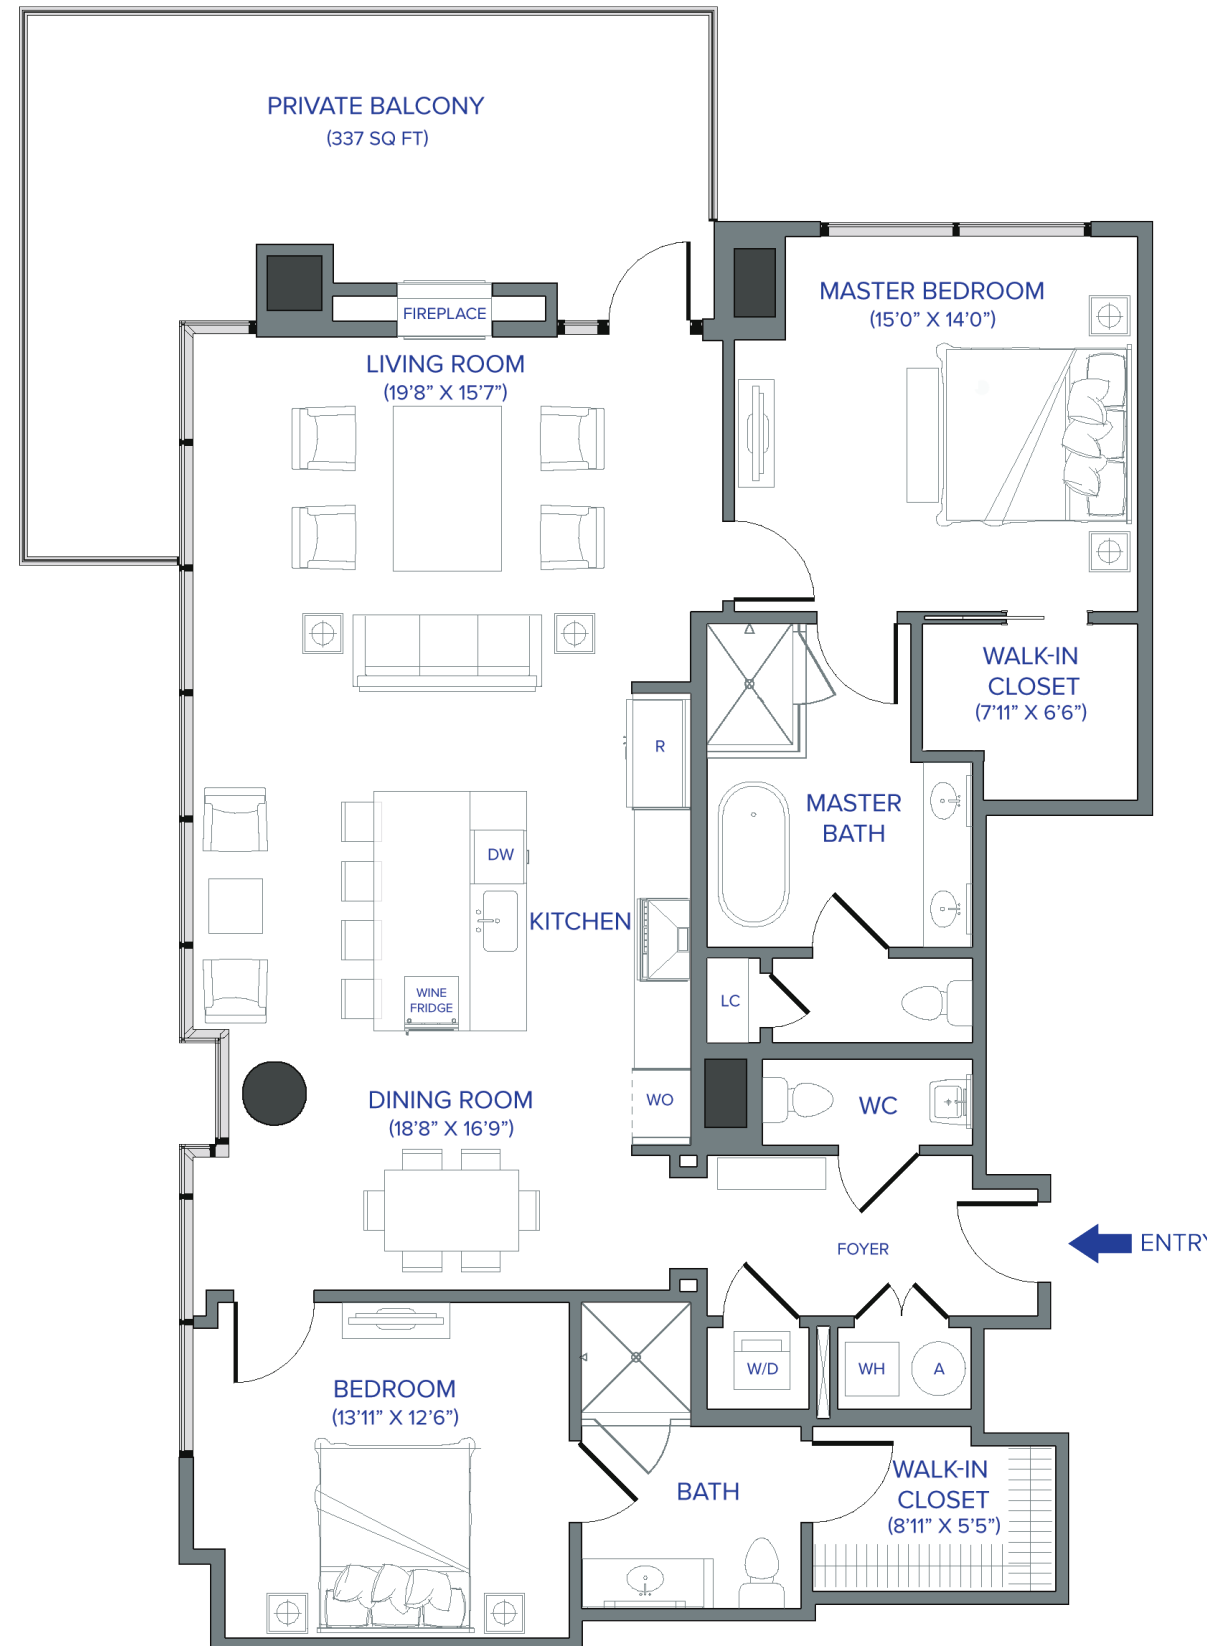 PRIVATE BALCONY
(337 SQ FT)
FIREPLACE
MASTER BEDROOM
(15'0” X 14'0”)
LIVING ROOM
(19'8” X 15'7”)
WALK-IN
CLOSET
(7'11” X 6'6”)
R
MASTER
BATH
DW
KITCHEN
WINE
FRIDGE
LC
WO
WC
DINING ROOM
(18'8” X 16'9”)
FOYER
ENTRY
W/D
WH
A
BEDROOM
(13'11” X 12'6”)
BATH
WALK-IN
CLOSET
(8'11” X 5'5”)